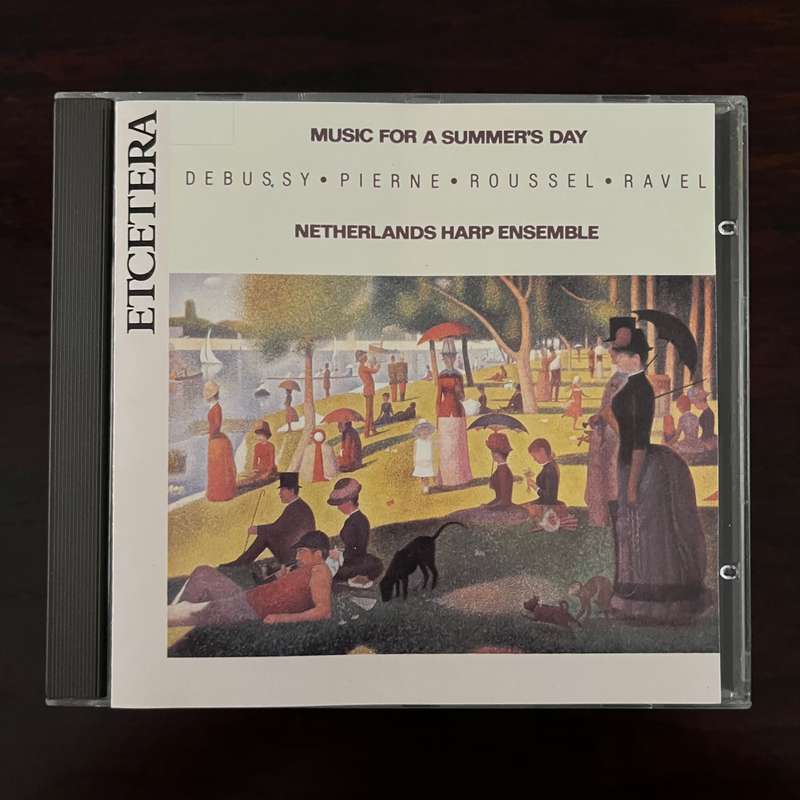 ETCETERA
MUSIC FOR A SUMMER'S DAY
DEBUSSY • PIERNE • ROUSSEL • RAVEL
NETHERLANDS HARP ENSEMBLE